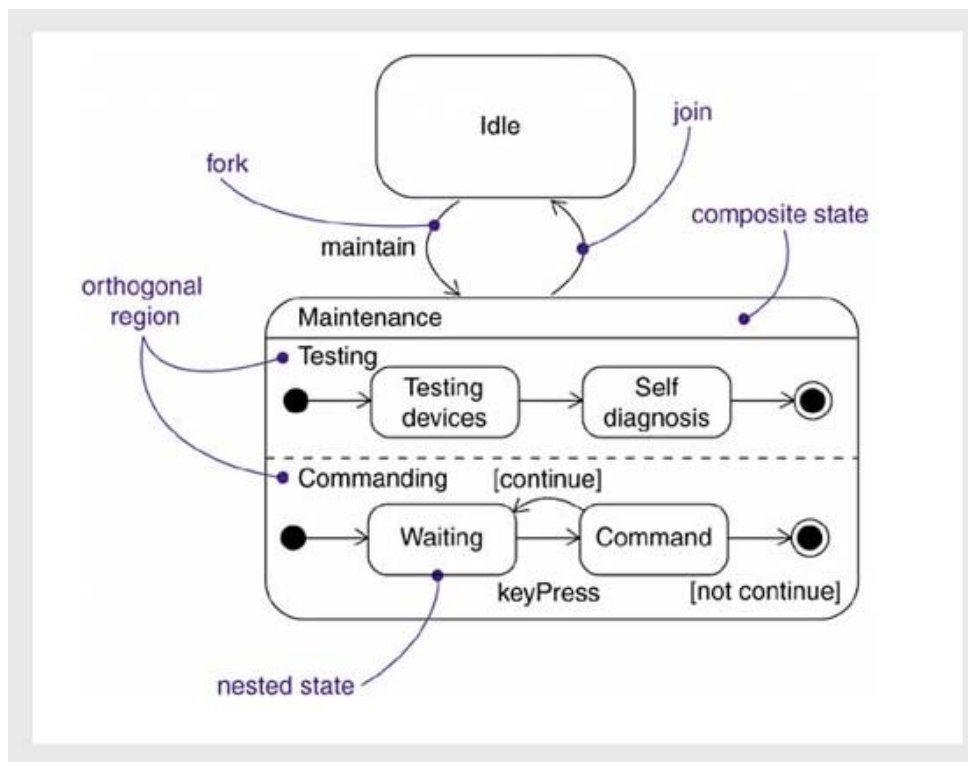 Idle
join
fork
composite state
maintain
orthogonal
region
Maintenance
Testing
Testing
devices
Self
diagnosis
Commanding
[continue]
Waiting
Command
keyPress
[not continue]
nested state